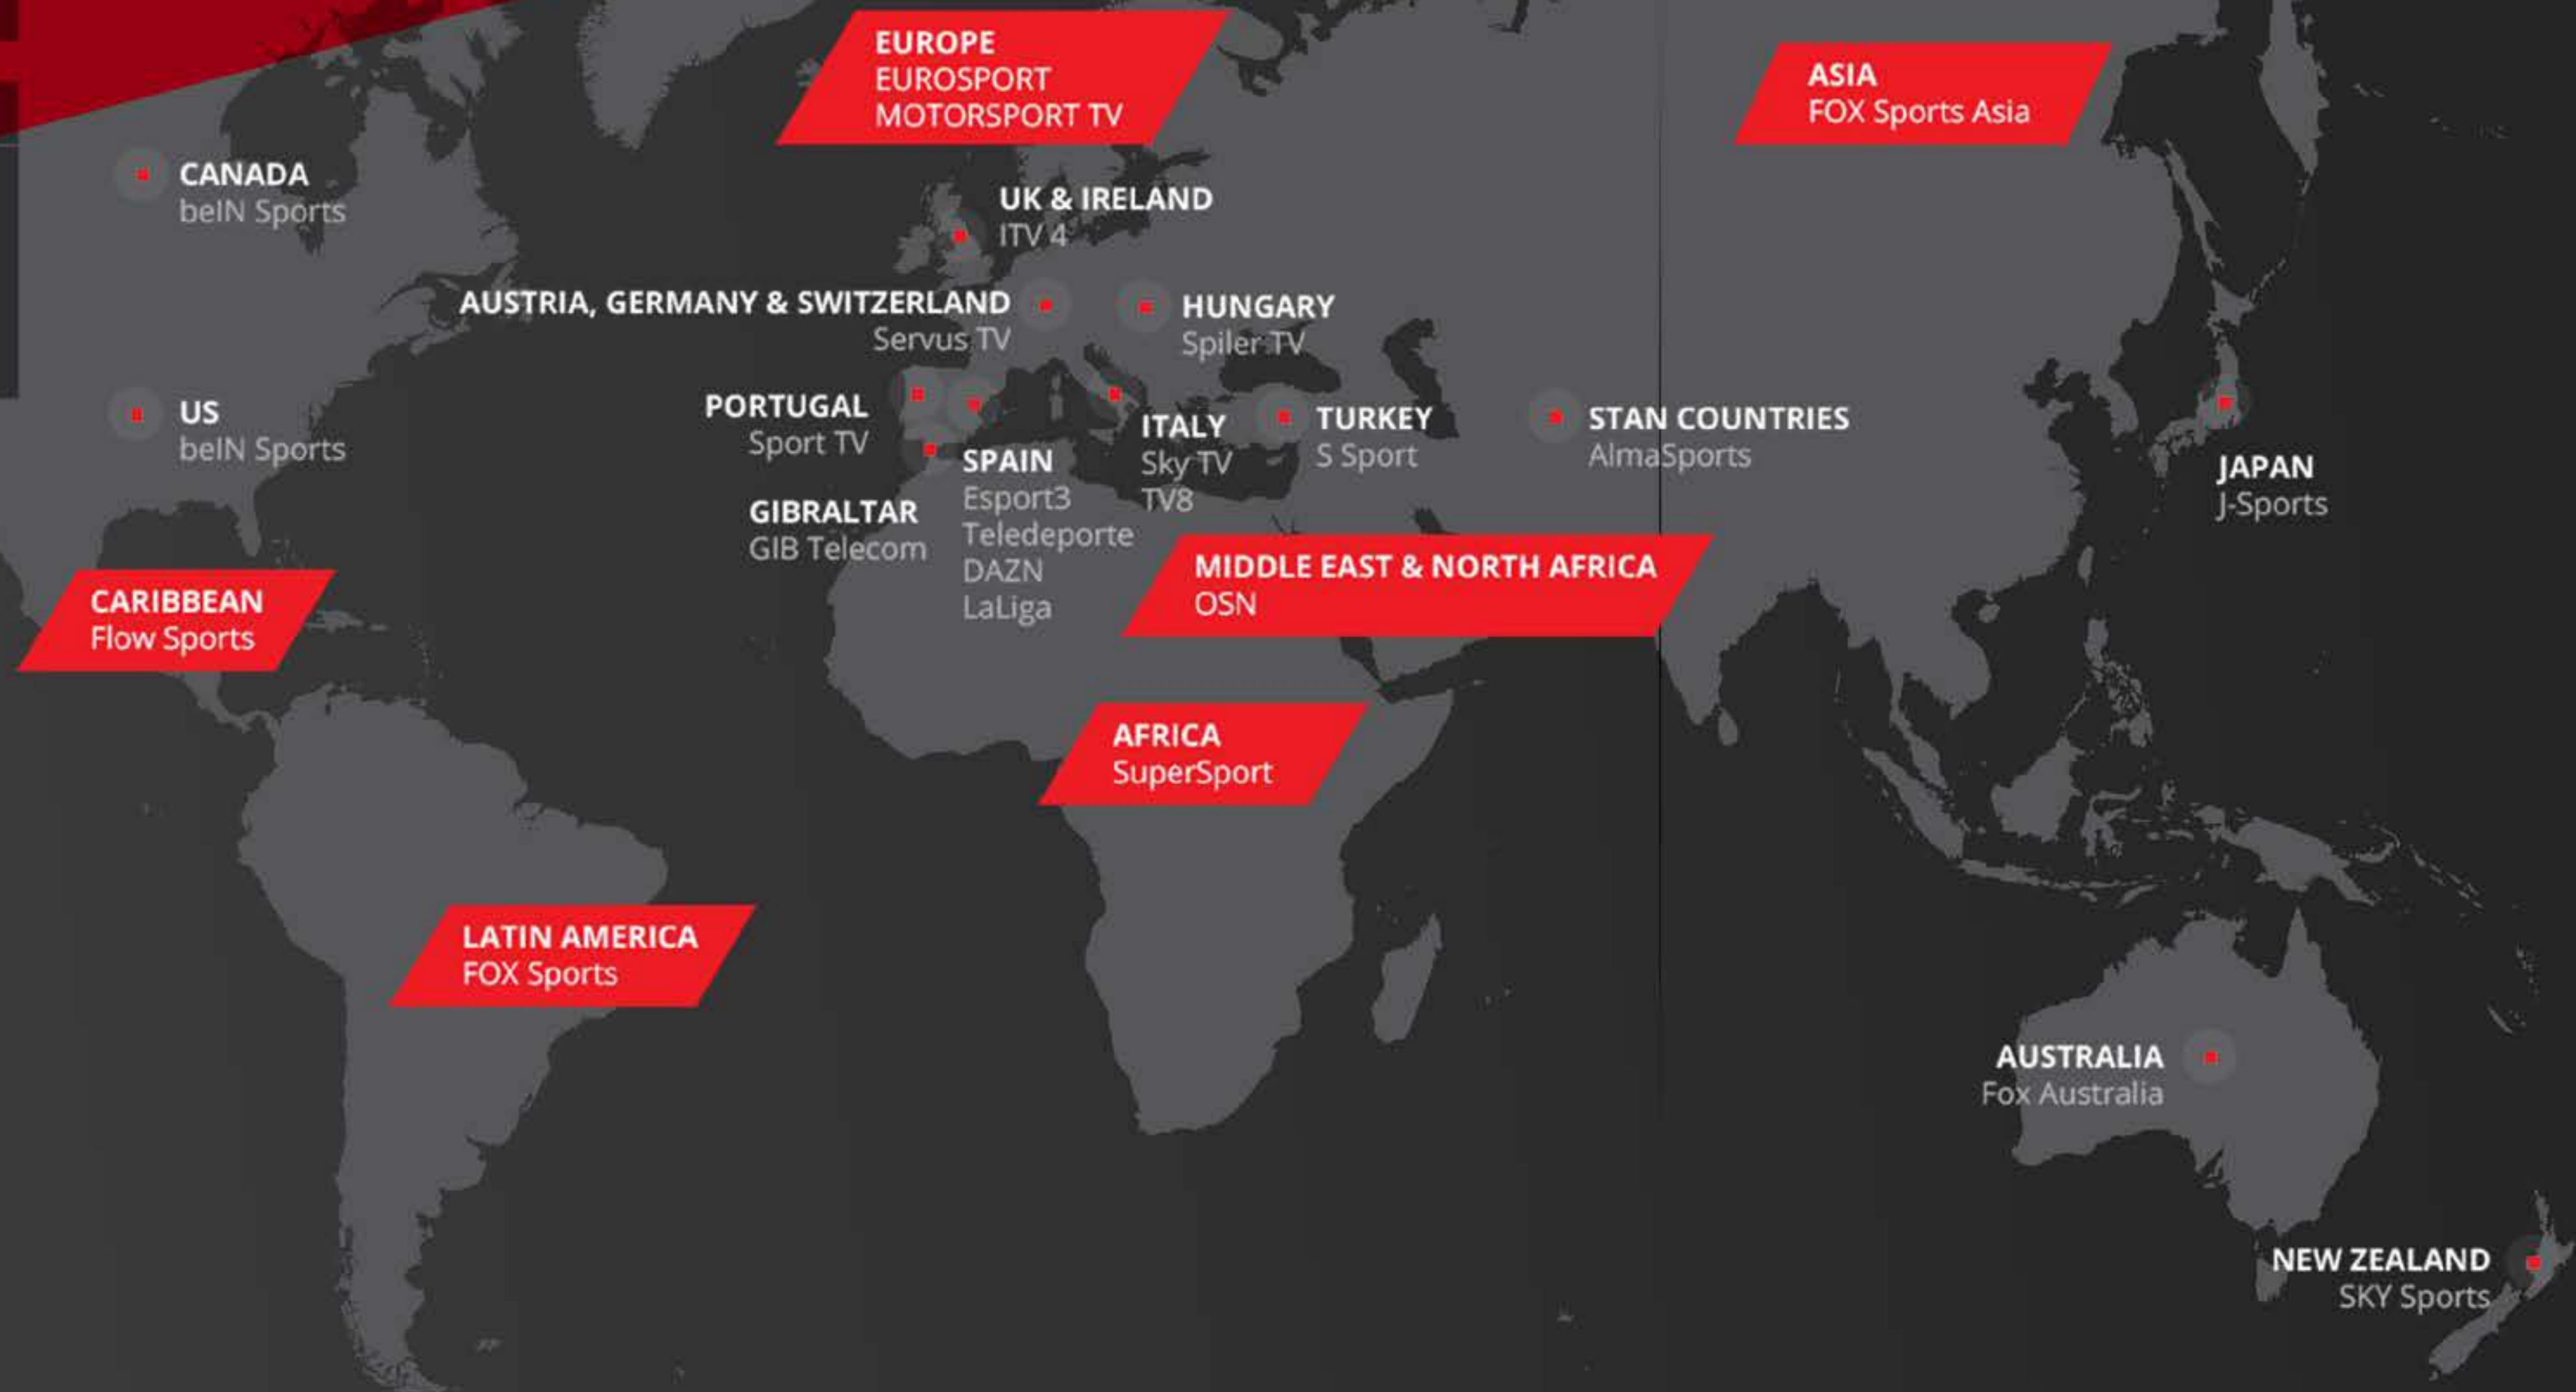 EUROPE
EUROSPORT
MOTORSPORT TV
ASIA
FOX Sports Asia
CANADA
beIN Sports
UK & IRELAND
ITV 4
AUSTRIA, GERMANY & SWITZERLAND
Servus TV
HUNGARY
Spiler TV
US
beIN Sports
PORTUGAL
Sport TV
GIBRALTAR
GIB Telecom
SPAIN
Esport3
Teledeporte
DAZN
LaLiga
ITALY
Sky TV
TV8
TURKEY
S Sport
STAN COUNTRIES
AlmaSports
JAPAN
J-Sports
MIDDLE EAST & NORTH AFRICA
OSN
CARIBBEAN
Flow Sports
AFRICA
SuperSport
LATIN AMERICA
FOX Sports
AUSTRALIA
Fox Australia
NEW ZEALAND
SKY Sports